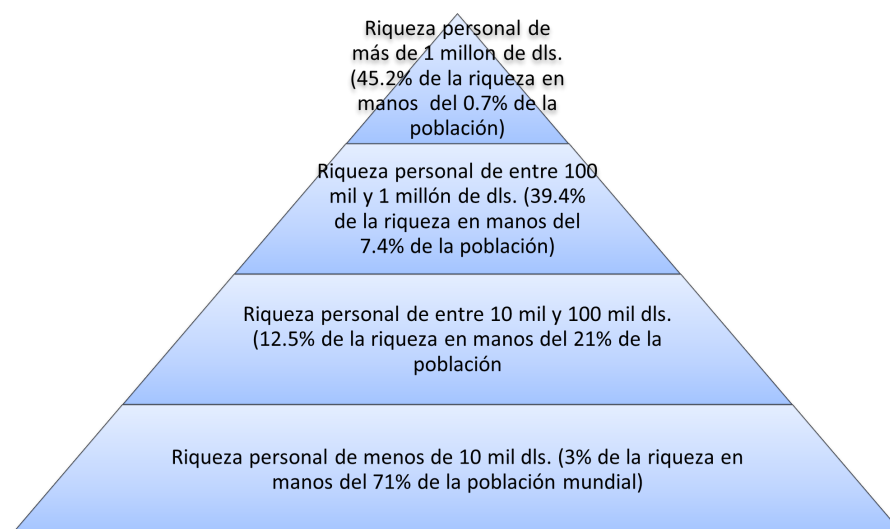 Riqueza personal de
más de 1 millon de dls.
(45.2% de la riqueza en
manos  del 0.7% de la
población)
Riqueza personal de entre 100
mil y 1 millón de dls. (39.4%
de la riqueza en manos del
7.4% de la población)
Riqueza personal de entre 10 mil y 100 mil dls.
(12.5% de la riqueza en manos del 21% de la
población
Riqueza personal de menos de 10 mil dls. (3% de la riqueza en
manos del 71% de la población mundial)